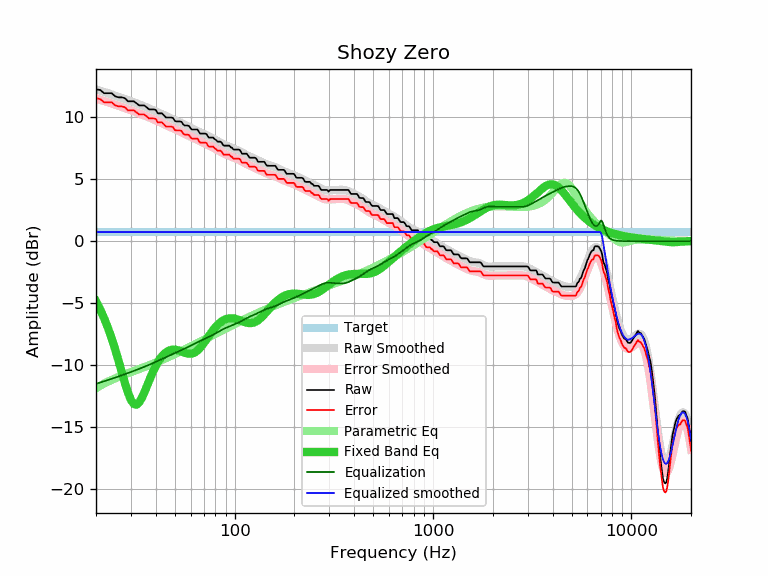 Shozy Zero
Amplitude (dBr)
10
5
0
−5
−10
−15
−20
Target
Raw Smoothed
Error Smoothed
Raw
Error
Parametric Eq
Fixed Band Eq
Equalization
Equalized smoothed
100 1000 10000
Frequency (Hz)